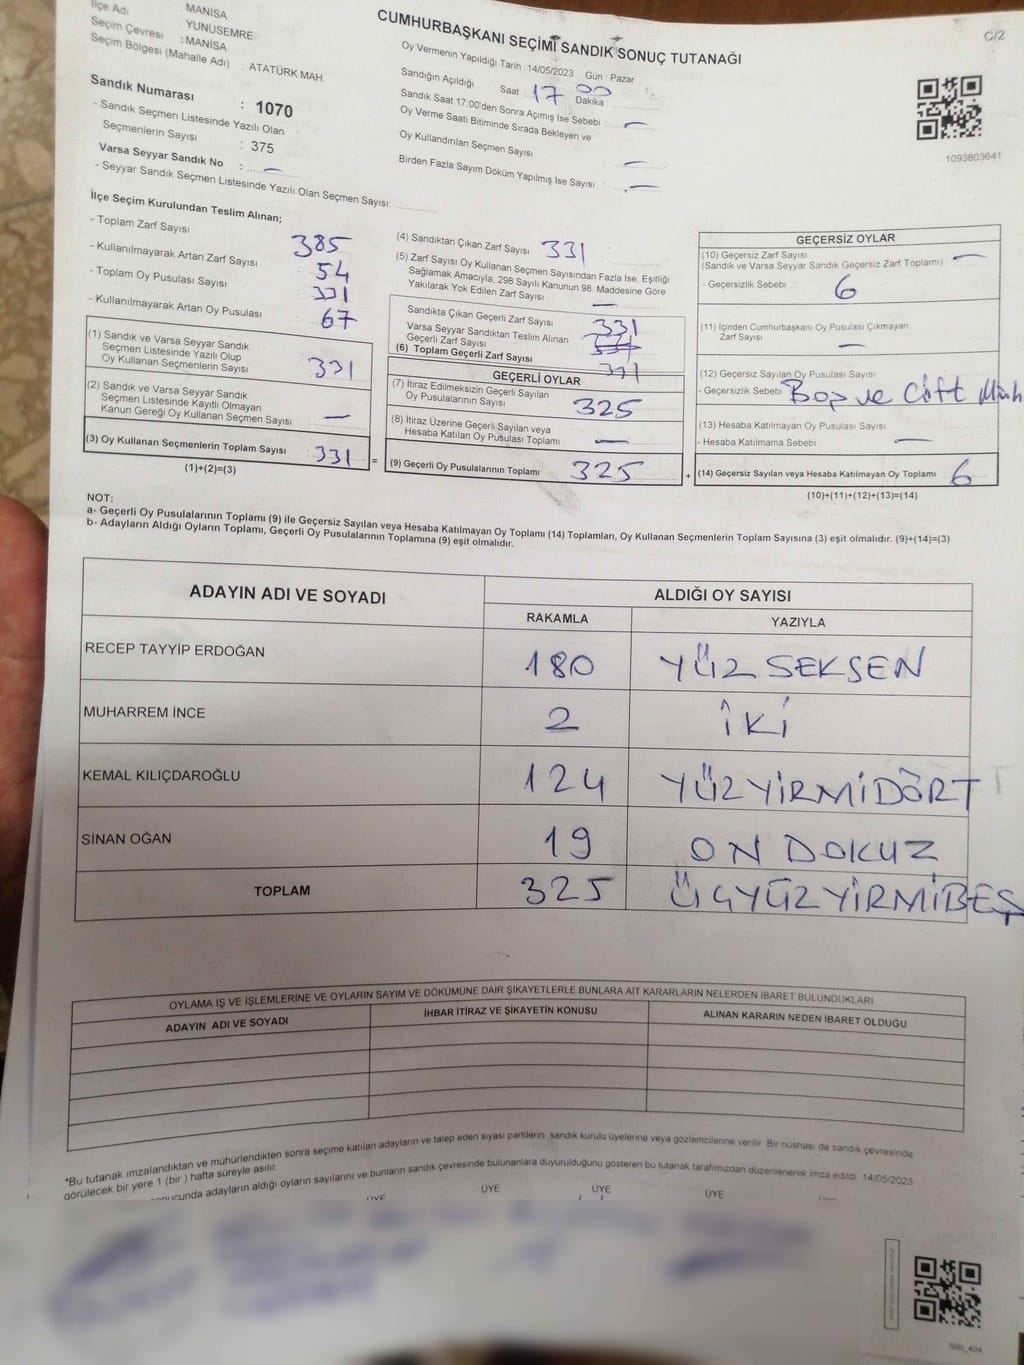 İlçe Adı MANİSA
YUNUSEMRE
Seçim Çevresi : MANİSA
Seçim Bölgesi (Mahalle Adı) : ATATÜRK MAH.
Sandık Numarası : 1070
- Sandık Seçmen Listesinde Yazılı Olan
Seçmenlerin Sayısı : 375
Varsa Seyyar Sandık No : —
- Seyyar Sandık Seçmen Listesinde Yazılı Olan Seçmen Sayısı:
CUMHURBAŞKANI SEÇİMİ SANDIK SONUÇ TUTANAĞI
C/2
Oy Vermenin Yapıldığı Tarih :14/05/2023 Gün : Pazar
Sandığın Açıldığı Saat 17 Dakika 00
Sandık Saat 17:00'den Sonra Açımış İse Sebebi : —
Oy Verme Saati Bitiminde Sırada Bekleyen ve
Oy Kullandırılan Seçmen Sayısı : —
Birden Fazla Sayım Döküm Yapılmış İse Sayısı : —
1093803641
İlçe Seçim Kurulundan Teslim Alınan;
- Toplam Zarf Sayısı 385
- Kullanılmayarak Artan Zarf Sayısı : 54
- Toplam Oy Pusulası Sayısı :
- Kullanılmayarak Artan Oy Pusulası : 67
(1) Sandık ve Varsa Seyyar Sandık
Seçmen Listesinde Yazılı Olup
Oy Kullanan Seçmenlerin Sayısı : 331
(2) Sandık ve Varsa Seyyar Sandık
Seçmen Listesinde Kayıtlı Olmayan
Kanun Gereği Oy Kullanan Seçmen Sayısı : —
(3) Oy Kullanan Seçmenlerin Toplam Sayısı : 331 =
(1)+(2)=(3)
(4) Sandıktan Çıkan Zarf Sayısı : 331
(5) Zarf Sayısı Oy Kullanan Seçmen Sayısından Fazla İse, Eşitliği
Sağlamak Amacıyla, 298 Sayılı Kanunun 98. Maddesine Göre
Yakılarak Yok Edilen Zarf Sayısı : —
Sandıkta Çıkan Geçerli Zarf Sayısı : 331
Varsa Seyyar Sandıktan Teslim Alınan
Geçerli Zarf Sayısı :
(6) Toplam Geçerli Zarf Sayısı
GEÇERLİ OYLAR
(7) İtiraz Edilmeksizin Geçerli Sayılan
Oy Pusulalarının Sayısı : 325
(8) İtiraz Üzerine Geçerli Sayılan veya
Hesaba Katılan Oy Pusulası Toplamı : —
(9) Geçerli Oy Pusulalarının Toplamı : 325 +
GEÇERSİZ OYLAR
(10) Geçersiz Zarf Sayısı
(Sandık ve Varsa Seyyar Sandık Geçersiz Zarf Toplamı) : —
- Geçersizlik Sebebi : 6
(11) İçinden Cumhurbaşkanı Oy Pusulası Çıkmayan
Zarf Sayısı : —
(12) Geçersiz Sayılan Oy Pusulası Sayısı :
- Geçersizlik Sebebi : Boş ve Çift
(13) Hesaba Katılmayan Oy Pusulası Sayısı :
- Hesaba Katılmama Sebebi : —
(14) Geçersiz Sayılan veya Hesaba Katılmayan Oy Toplamı : 6
(10)+(11)+(12)+(13)=(14)
NOT:
a- Geçerli Oy Pusulalarının Toplamı (9) ile Geçersiz Sayılan veya Hesaba Katılmayan Oy Toplamı (14) Toplamları, Oy Kullanan Seçmenlerin Toplam Sayısına (3) eşit olmalıdır. (9)+(14)=(3)
b- Adayların Aldığı Oyların Toplamı, Geçerli Oy Pusulalarının Toplamına (9) eşit olmalıdır.
ADAYIN ADI VE SOYADI ALDIĞI OY SAYISI
RAKAMLA YAZIYLA
RECEP TAYYİP ERDOĞAN 180 YÜZ SEKSEN
MUHARREM İNCE 2 İKİ
KEMAL KILIÇDAROĞLU 124 YÜZYİRMİDÖRT
SİNAN OĞAN 19 ON DOKUZ
TOPLAM 325 ÜÇYÜZYİRMİBEŞ
OYLAMA İŞ VE İŞLEMLERİNE VE OYLARIN SAYIM VE DÖKÜMÜNE DAİR ŞİKAYETLERLE BUNLARA AİT KARARLARIN NELERDEN İBARET BULUNDUKLARI
ADAYIN ADI VE SOYADI İHBAR İTİRAZ VE ŞİKAYETİN KONUSU ALINAN KARARIN NEDEN İBARET OLDUĞU
*Bu tutanak imzalandıktan ve mühürlendikten sonra seçime katılan adayların ve talep eden siyasi partilerin sandık kurulu üyelerine veya gözlemcilerine verilir. Bir nüshası da sandık çevresinde
görülecek bir yere 1 (bir ) hafta süreyle asılır.
adayların aldığı oyların sayılarını ve bunların sandık çevresinde bulunanlara duyurulduğunu gösteren bu tutanak tarafımızdan düzenlenerek imza edildi. 14/05/2023
ÜYE ÜYE ÜYE ÜYE